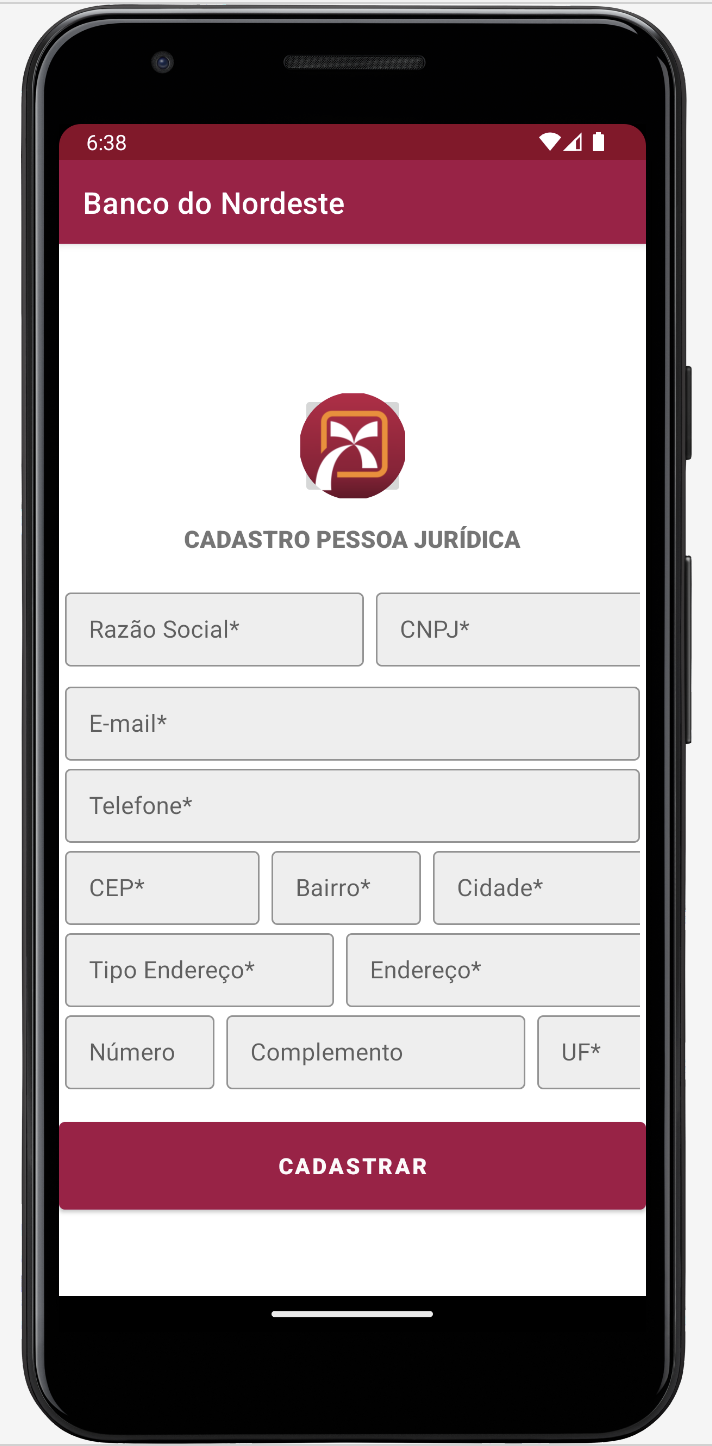 6:38
Banco do Nordeste
CADASTRO PESSOA JURÍDICA
Razão Social* CNPJ*
E-mail*
Telefone*
CEP* Bairro* Cidade*
Tipo Endereço* Endereço*
Número Complemento UF*
CADASTRAR